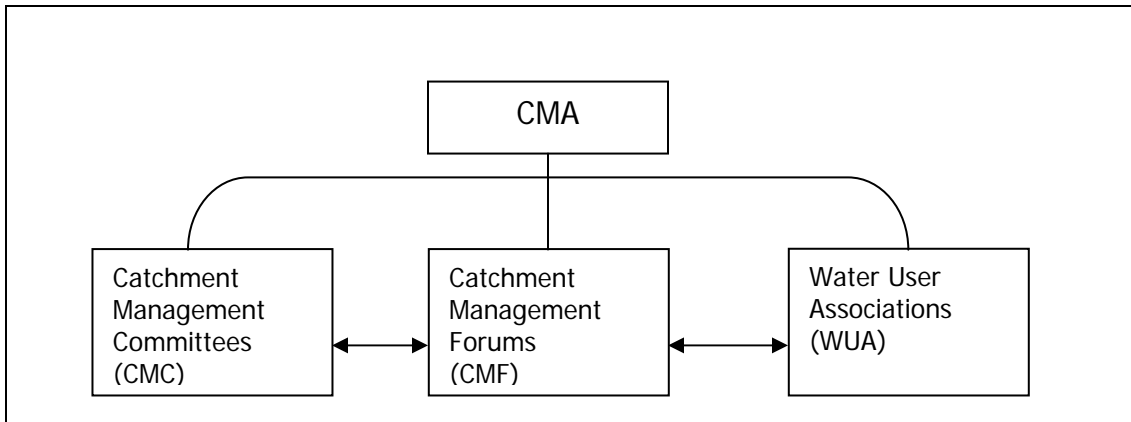 CMA
Catchment
Management
Committees
(CMC)
Catchment
Management
Forums
(CMF)
Water User
Associations
(WUA)